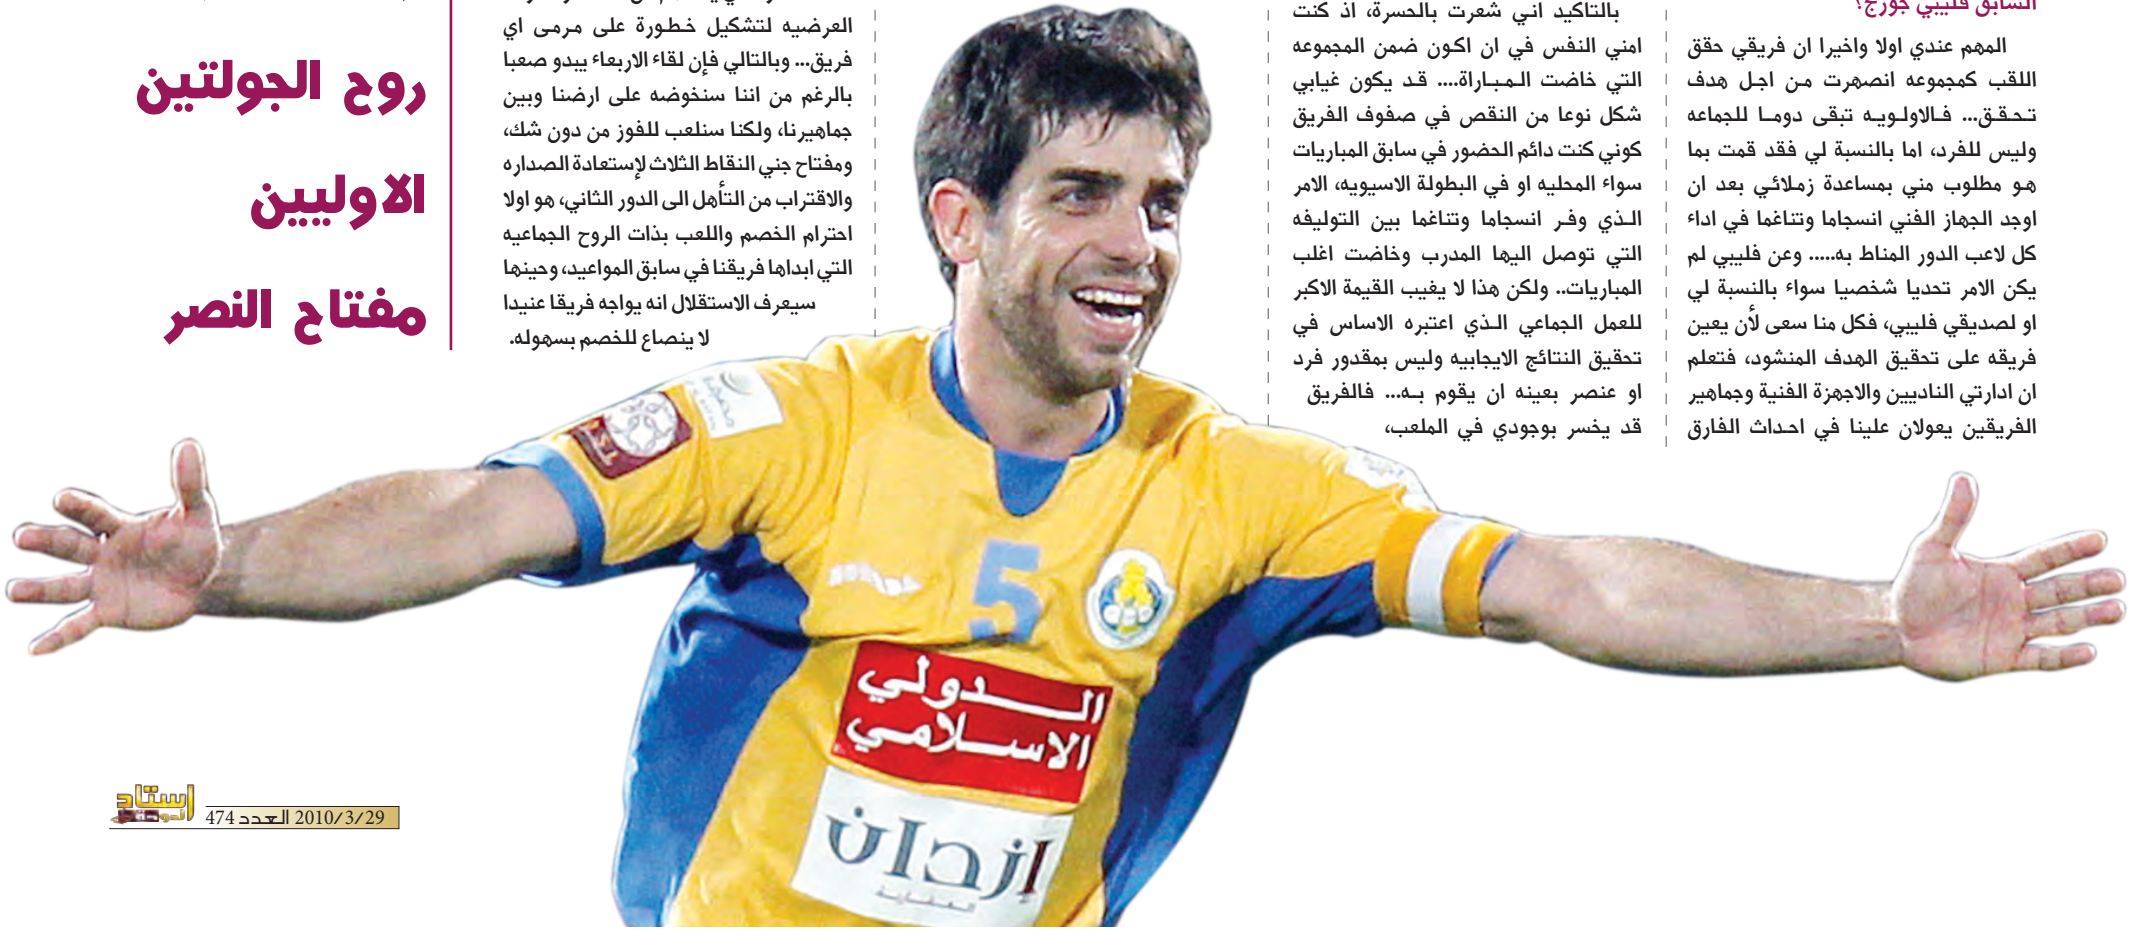 السابق فليبي جورج؟
المهم عندي اولا واخيرا ان فريقي حقق
اللقب كمجموعه انصهرت من اجل هدف
تحقق... فالاولويه تبقى دوما للجماعه
وليس للفرد، اما بالنسبة لي فقد قمت بما
هو مطلوب مني بمساعدة زملائي بعد ان
اوجد الجهاز الفني انسجاما وتناغما في اداء
كل لاعب الدور المناط به..... وعن فليبي لم
يكن الامر تحديا شخصيا سواء بالنسبة لي
او لصديقي فليبي، فكل منا سعى لأن يعين
فريقه على تحقيق الهدف المنشود، فتعلم
ان ادارتي الناديين والاجهزة الفنية وجماهير
الفريقين يعولان علينا في احداث الفارق
بالتاكيد اني شعرت بالحسرة، اذ كنت
امني النفس في ان اكون ضمن المجموعه
التي خاضت المباراة.... قد يكون غيابي
شكل نوعا من النقص في صفوف الفريق
كوني كنت دائم الحضور في سابق المباريات
سواء المحليه او في البطولة الاسيويه، الامر
الذي وفر انسجاما وتناغما بين التوليفه
التي توصل اليها المدرب وخاضت اغلب
المباريات.. ولكن هذا لا يغيب القيمة الاكبر
للعمل الجماعي الذي اعتبره الاساس في
تحقيق النتائج الايجابيه وليس بمقدور فرد
او عنصر بعينه ان يقوم به... فالفريق
قد يخسر بوجودي في الملعب،
العرضيه لتشكيل خطورة على مرمى اي
فريق... وبالتالي فإن لقاء الاربعاء يبدو صعبا
بالرغم من اننا سنخوضه على ارضنا وبين
جماهيرنا، ولكنا سنلعب للفوز من دون شك،
ومفتاح جني النقاط الثلاث لإستعادة الصداره
والاقتراب من التأهل الى الدور الثاني، هو اولا
احترام الخصم واللعب بذات الروح الجماعيه
التي ابداها فريقنا في سابق المواعيد، وحينها
سيعرف الاستقلال انه يواجه فريقا عنيدا
لا ينصاع للخصم بسهوله.
روح الجولتين
الاوليين
مفتاح النصر
5
الدولي
الاسلامي
إزدان
العقارية
2010/3/29 العدد 474
إستاد
الدوحة